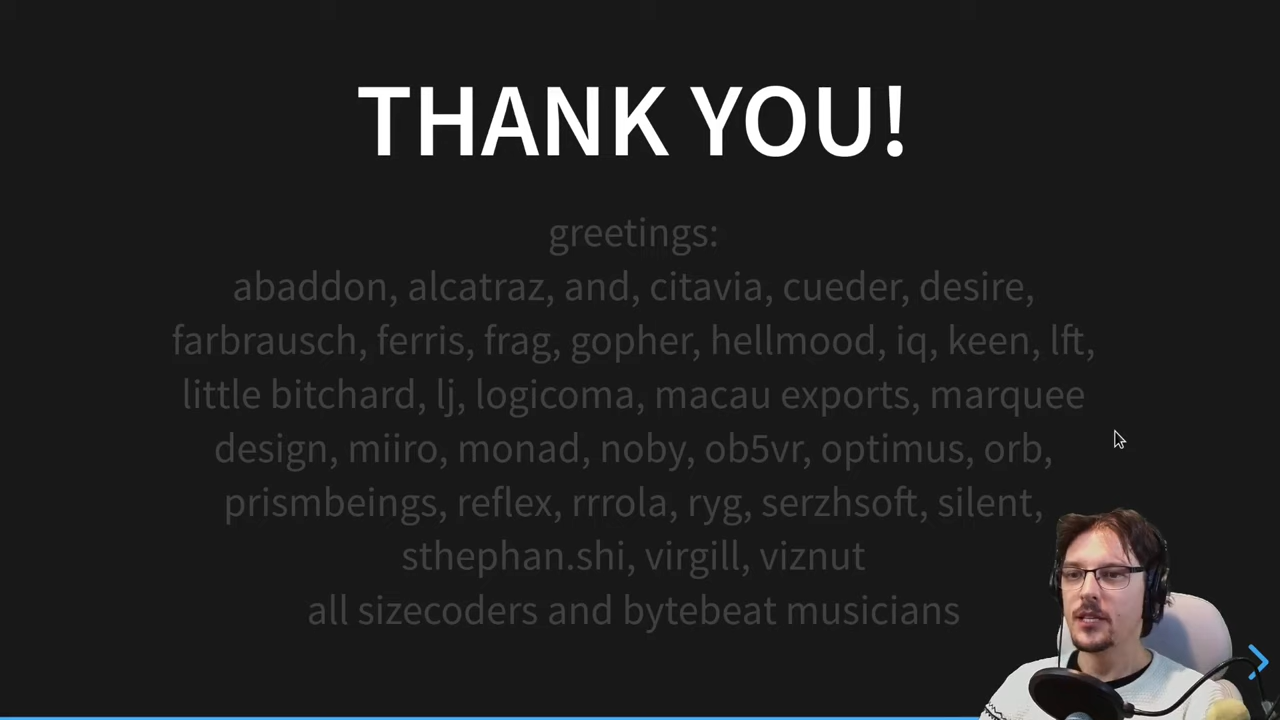 THANK YOU!
greetings:
abaddon, alcatraz, and, citavia, cueder, desire,
farbrausch, ferris, frag, gopher, hellmood, iq, keen, lft,
little bitchard, lj, logicoma, macau exports, marquee
design, miiro, monad, noby, ob5vr, optimus, orb,
prismbeings, reflex, rrrola, ryg, serzhsoft, silent,
sthephan.shi, virgill, viznut
all sizecoders and bytebeat musicians